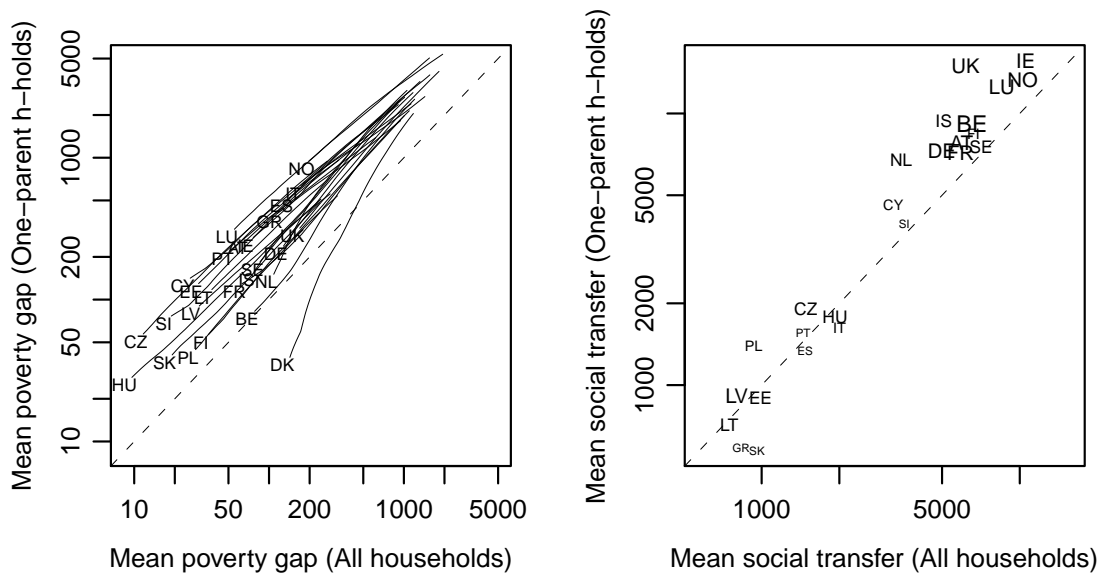 Mean poverty gap (One−parent h−holds)
5000
1000
200
50
10
NO
IT
ES
GR
LU
AT
IE
UK
PT
DE
SE
CY
IS
NL
EE
FR
LT
LV
BE
SI
CZ
FI
SK
PL
DK
HU
10 50 200 1000 5000
Mean poverty gap (All households)
Mean social transfer (One−parent h−holds)
5000
2000
1000
UK
IE
NO
LU
IS
BE
FI
AT
SE
DE
FR
NL
CY
SI
CZ
HU
PT
IT
PL
ES
LV
EE
LT
GR
SK
1000 5000
Mean social transfer (All households)